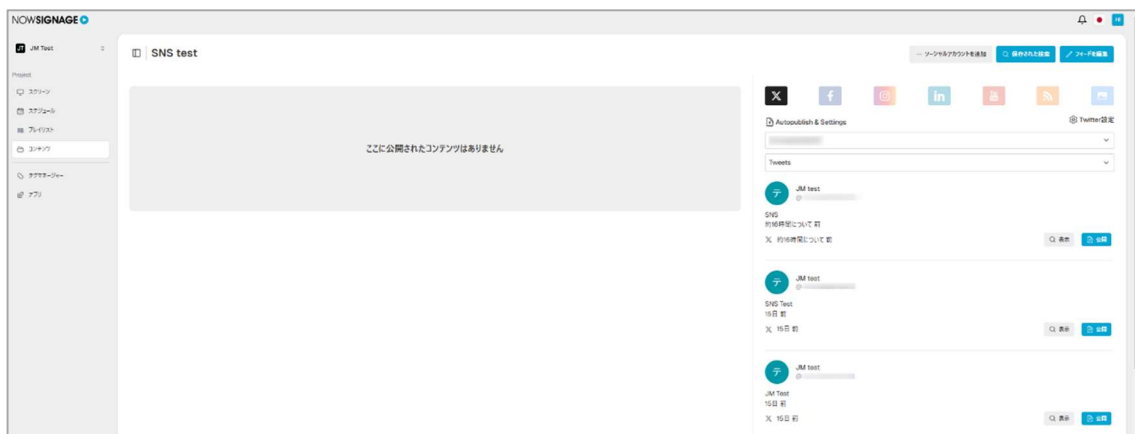 NOWSIGNAGE
JT JM Test
SNS test
ソーシャルアカウントを追加
保存された検索
フィードを編集
Project
スクリーン
スケジュール
プレイリスト
コンテンツ
タグマネージャー
アプリ
ここに公開されたコンテンツはありません
Autopublish & Settings
Twitter設定
Tweets
テ
JM test
@
SNS
約16時間について 前
約16時間について 前
表示
公開
テ
JM test
@
SNS Test
15日 前
15日 前
表示
公開
テ
JM test
@
JM Test
15日 前
15日 前
表示
公開